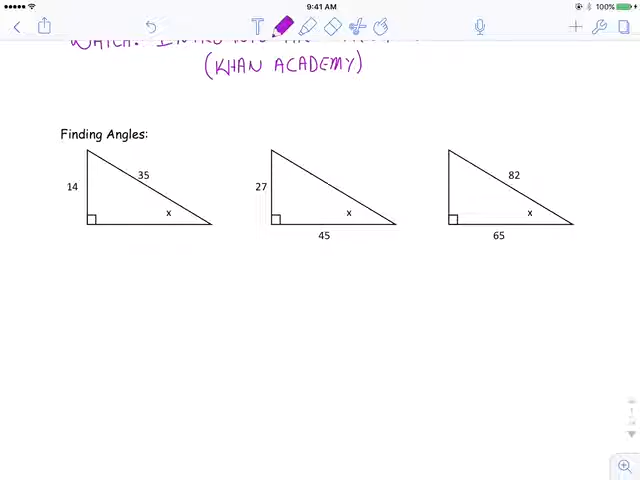 9:41 AM
100%
T
(KHAN ACADEMY)
Finding Angles:
14
35
x
27
x
45
82
x
65